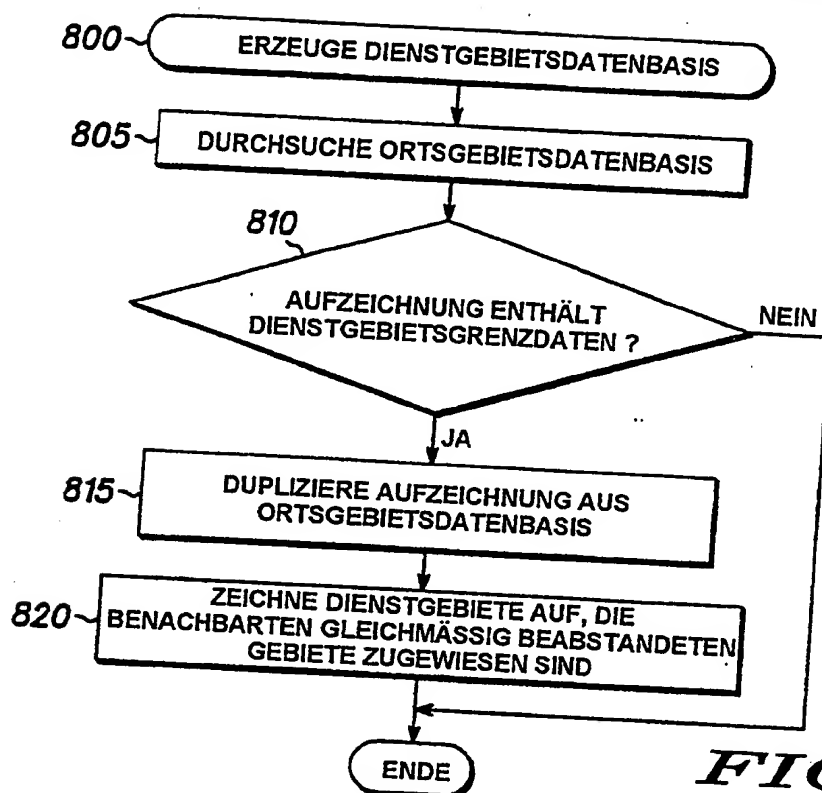 800
ERZEUGE DIENSTGEBIETSDATENBASIS
805
DURCHSUCHE ORTSGEBIETSDATENBASIS
810
AUFZEICHNUNG ENTHÄLT
DIENSTGEBIETSGRENZDATEN ?
NEIN
JA
815
DUPLIZIERE AUFZEICHNUNG AUS
ORTSGEBIETSDATENBASIS
820
ZEICHNE DIENSTGEBIETE AUF, DIE
BENACHBARTEN GLEICHMÄSSIG BEABSTANDETEN
GEBIETE ZUGEWIESEN SIND
ENDE